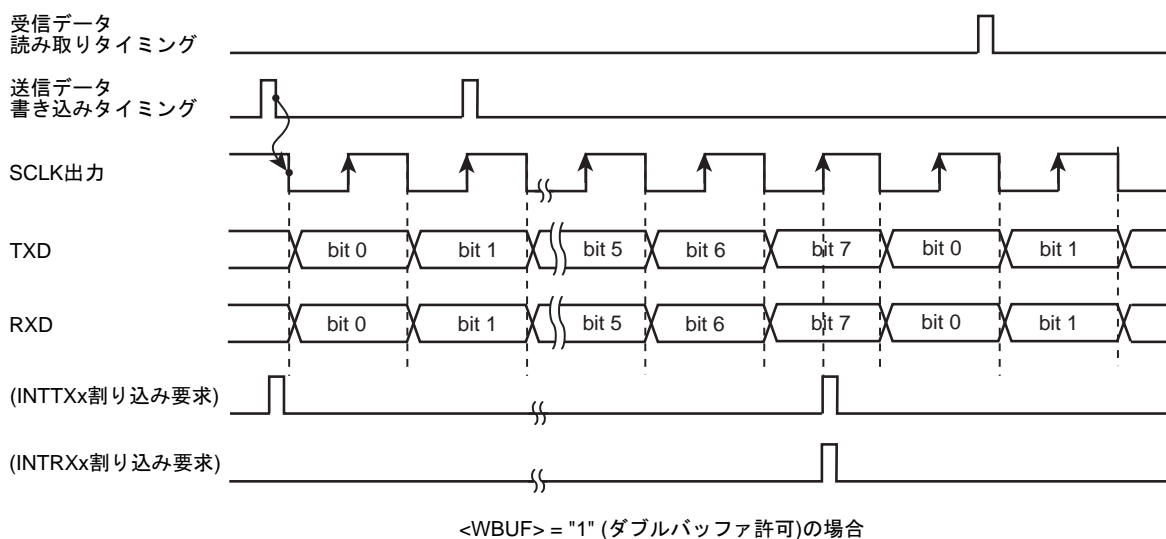 受信データ
読み取りタイミング
送信データ
書き込みタイミング
SCLK出力
TXD
bit 0 bit 1 bit 5 bit 6 bit 7 bit 0 bit 1
RXD
bit 0 bit 1 bit 5 bit 6 bit 7 bit 0 bit 1
(INTTXx割り込み要求)
(INTRXx割り込み要求)
<WBUF> = "1" (ダブルバッファ許可)の場合